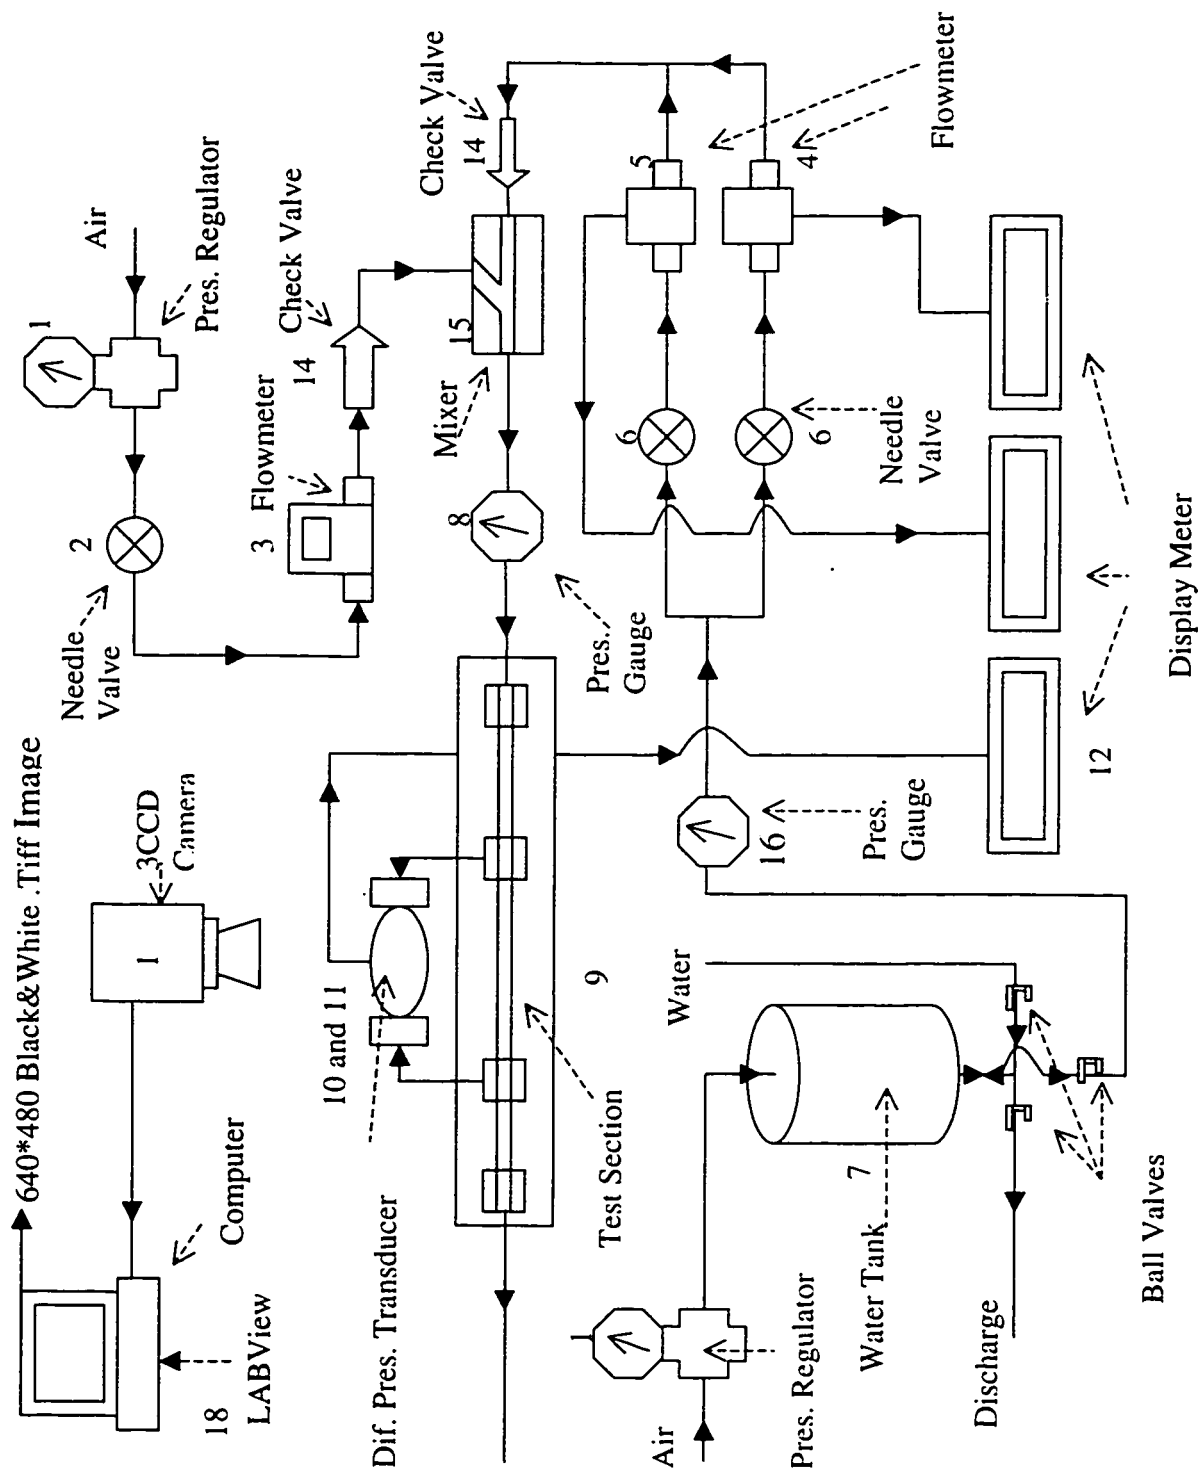 640*480 Black&White .Tiff Image
3CCD
Camera
1
Computer
18
LABView
Air
1
Pres. Regulator
2
Needle
Valve
3
Flowmeter
14
Check Valve
Check Valve
14
15
Mixer
8
Pres.
Gauge
10 and 11
Dif. Pres. Transducer
9
Test Section
5
4
Flowmeter
6
6
Needle
Valve
16
Pres.
Gauge
12
Display Meter
Water
7
Water Tank
Air
Pres. Regulator
Discharge
Ball Valves